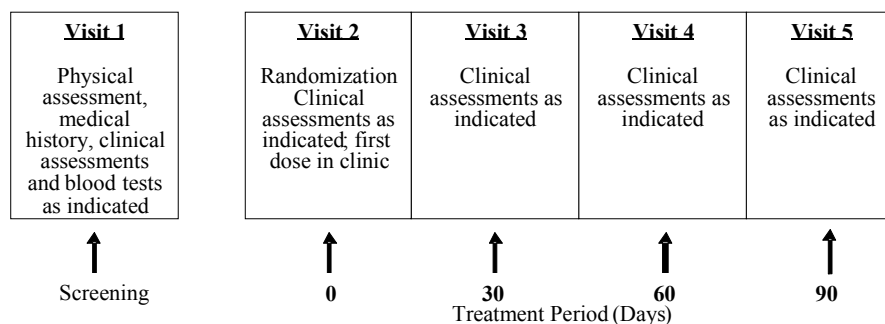 Visit 1
Physical
assessment,
medical
history, clinical
assessments
and blood tests
as indicated
Visit 2
Randomization
Clinical
assessments as
indicated; first
dose in clinic
Visit 3
Clinical
assessments as
indicated
Visit 4
Clinical
assessments as
indicated
Visit 5
Clinical
assessments
as indicated
Screening
0
30
60
90
Treatment Period (Days)